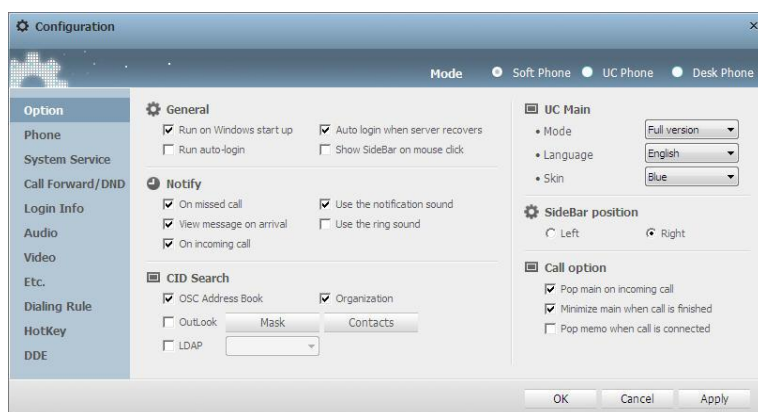 Configuration
×
Mode Soft Phone UC Phone Desk Phone
Option
Phone
System Service
Call Forward/DND
Login Info
Audio
Video
Etc.
Dialing Rule
HotKey
DDE
General
Run on Windows start up Auto login when server recovers
Run auto-login Show SideBar on mouse click
Notify
On missed call Use the notification sound
View message on arrival Use the ring sound
On incoming call
CID Search
OSC Address Book Organization
OutLook Mask Contacts
LDAP
UC Main
• Mode Full version
• Language English
• Skin Blue
SideBar position
Left Right
Call option
Pop main on incoming call
Minimize main when call is finished
Pop memo when call is connected
OK Cancel Apply